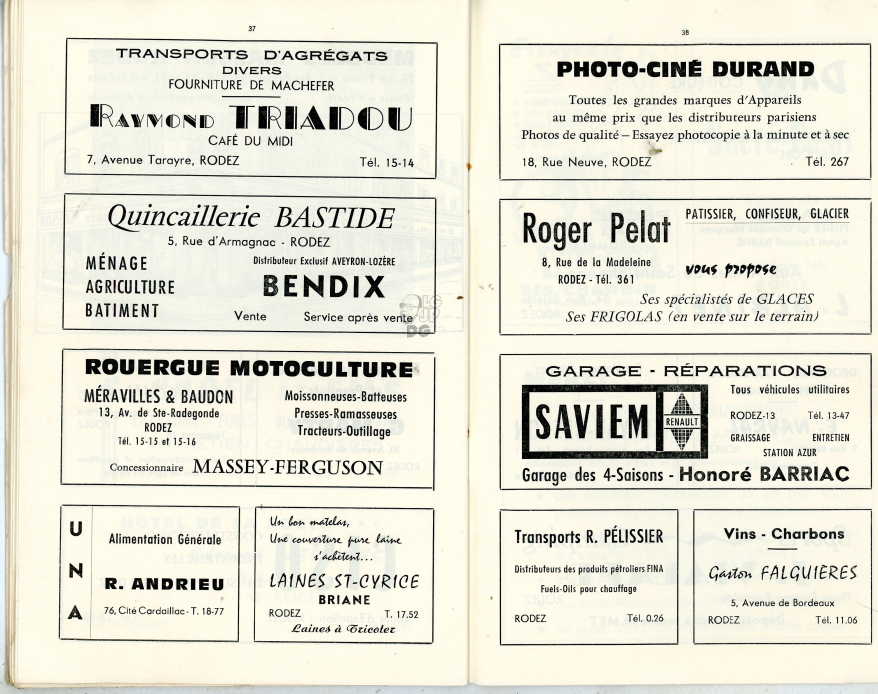 37
TRANSPORTS D'AGRÉGATS
DIVERS
FOURNITURE DE MACHEFER
RAYMOND TRIADOU
CAFÉ DU MIDI
7, Avenue Tarayre, RODEZ Tél. 15-14
Quincaillerie BASTIDE
5, Rue d'Armagnac - RODEZ
MÉNAGE
AGRICULTURE
BATIMENT
Distributeur Exclusif AVEYRON-LOZÈRE
BENDIX
Vente Service après vente
ROUERGUE MOTOCULTURE
MÉRAVILLES & BAUDON
13, Av. de Ste-Radegonde
RODEZ
Tél. 15-15 et 15-16
Moissonneuses-Batteuses
Presses-Ramasseuses
Tracteurs-Outillage
Concessionnaire MASSEY-FERGUSON
UNA
Alimentation Générale
R. ANDRIEU
76, Cité Cardaillac - T. 18-77
Un bon matelas,
Une couverture pure laine
s'achètent...
LAINES ST-CYRICE
BRIANE
RODEZ T. 17.52
Laines à Tricoter
38
PHOTO-CINÉ DURAND
Toutes les grandes marques d'Appareils
au même prix que les distributeurs parisiens
Photos de qualité – Essayez photocopie à la minute et à sec
18, Rue Neuve, RODEZ Tél. 267
Roger Pelat
PATISSIER, CONFISEUR, GLACIER
8, Rue de la Madeleine
RODEZ - Tél. 361
vous propose
Ses spécialités de GLACES
Ses FRIGOLAS (en vente sur le terrain)
GARAGE - RÉPARATIONS
SAVIEM
RENAULT
Tous véhicules utilitaires
RODEZ-13 Tél. 13-47
GRAISSAGE ENTRETIEN
STATION AZUR
Garage des 4-Saisons - Honoré BARRIAC
Transports R. PÉLISSIER
Distributeurs des produits pétroliers FINA
Fuels-Oils pour chauffage
RODEZ Tél. 0.26
Vins - Charbons
Gaston FALGUIERES
5, Avenue de Bordeaux
RODEZ Tél. 11.06